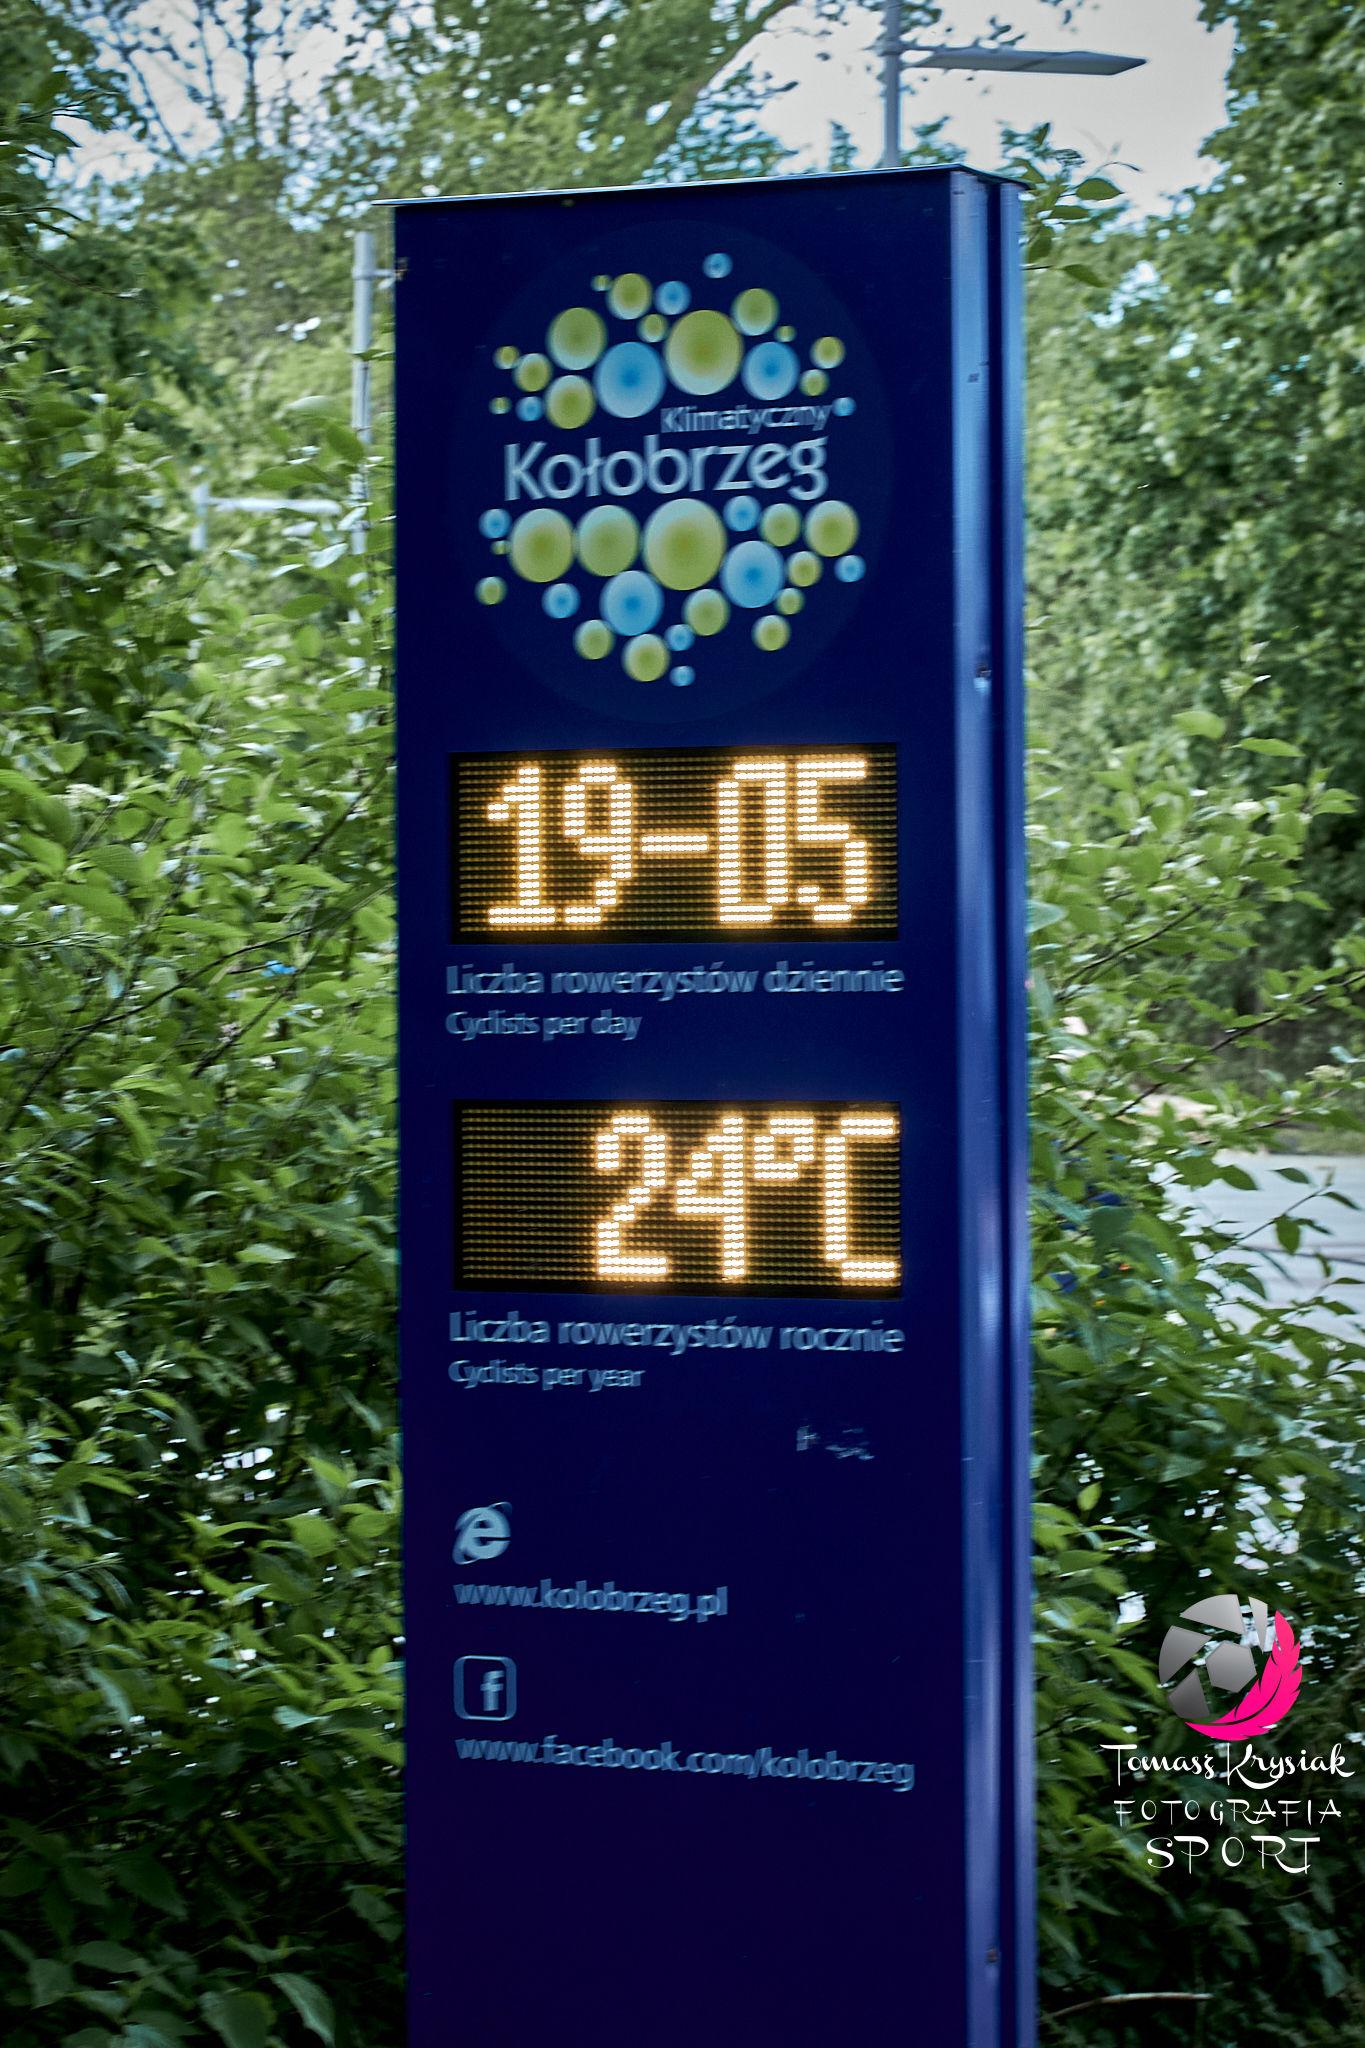 Klimatyczny
Kołobrzeg
19-05
Liczba rowerzystów dziennie
Cyclists per day
24°C
Liczba rowerzystów rocznie
Cyclists per year
www.kolobrzeg.pl
f
www.facebook.com/kolobrzeg
Tomasz Krysiak
FOTOGRAFIA
SPORT